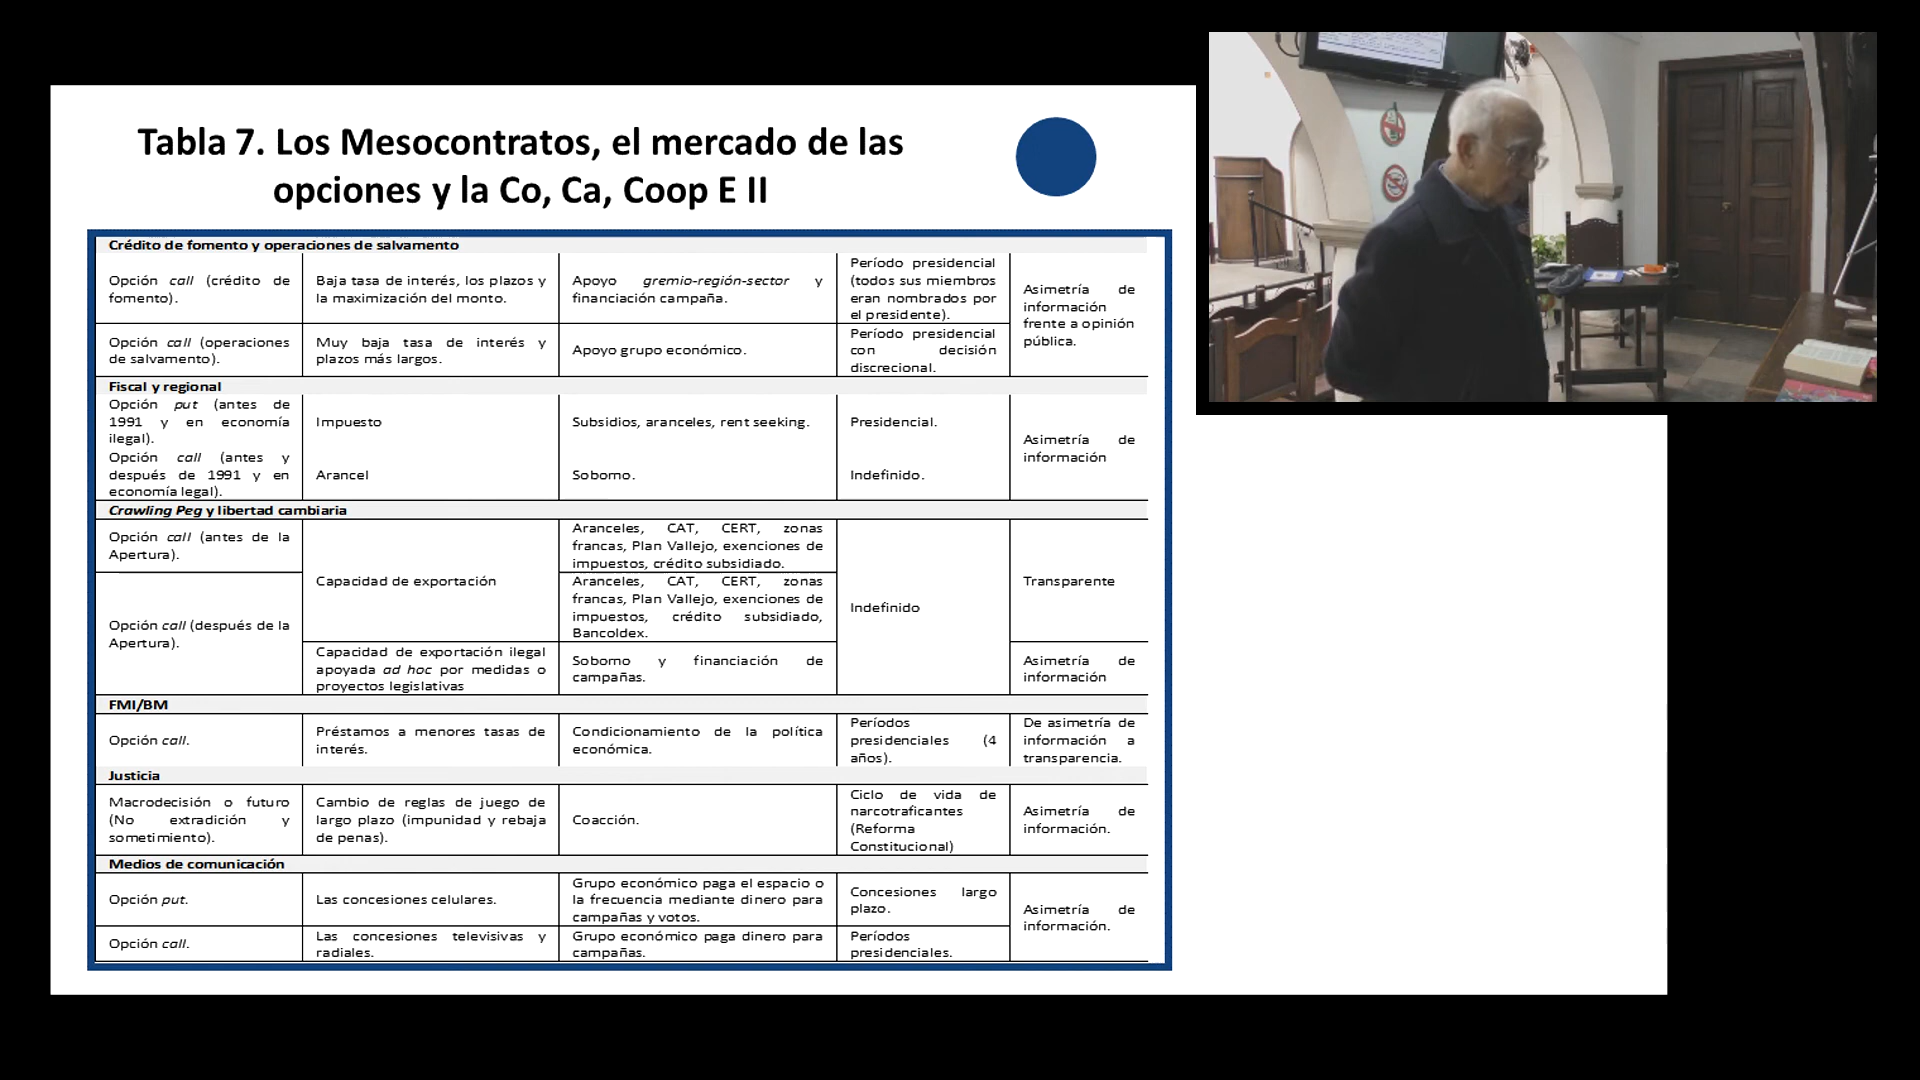 Tabla 7. Los Mesocontratos, el mercado de las
opciones y la Co, Ca, Coop E II
Crédito de fomento y operaciones de salvamento
Opción call (crédito de
fomento).
Baja tasa de interés, los plazos y
la maximización del monto.
Apoyo gremio-región-sector y
financiación campaña.
Período presidencial
(todos sus miembros
eran nombrados por
el presidente).
Asimetría de
información
frente a opinión
pública.
Opción call (operaciones
de salvamento).
Muy baja tasa de interés y
plazos más largos.
Apoyo grupo económico.
Período presidencial
con decisión
discrecional.
Fiscal y regional
Opción put (antes de
1991 y en economía
ilegal).
Impuesto
Subsidios, aranceles, rent seeking.
Presidencial.
Asimetría de
información
Opción call (antes y
después de 1991 y en
economía legal).
Arancel
Soborno.
Indefinido.
Crawling Peg y libertad cambiaria
Opción call (antes de la
Apertura).
Capacidad de exportación
Aranceles, CAT, CERT, zonas
francas, Plan Vallejo, exenciones de
impuestos, crédito subsidiado.
Indefinido
Transparente
Opción call (después de la
Apertura).
Aranceles, CAT, CERT, zonas
francas, Plan Vallejo, exenciones de
impuestos, crédito subsidiado,
Bancoldex.
Capacidad de exportación ilegal
apoyada ad hoc por medidas o
proyectos legislativas
Soborno y financiación de
campañas.
Asimetría de
información
FMI/BM
Opción call.
Préstamos a menores tasas de
interés.
Condicionamiento de la política
económica.
Períodos
presidenciales (4
años).
De asimetría de
información a
transparencia.
Justicia
Macrodecisión o futuro
(No extradición y
sometimiento).
Cambio de reglas de juego de
largo plazo (impunidad y rebaja
de penas).
Coacción.
Ciclo de vida de
narcotraficantes
(Reforma
Constitucional)
Asimetría de
información.
Medios de comunicación
Opción put.
Las concesiones celulares.
Grupo económico paga el espacio o
la frecuencia mediante dinero para
campañas y votos.
Concesiones largo
plazo.
Asimetría de
información.
Opción call.
Las concesiones televisivas y
radiales.
Grupo económico paga dinero para
campañas.
Períodos
presidenciales.